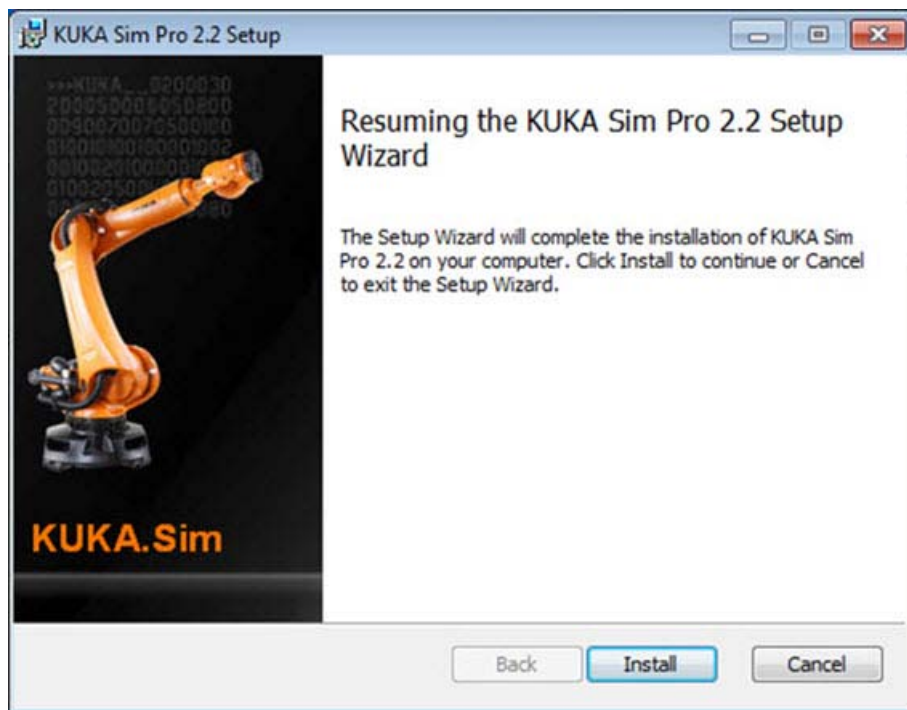 KUKA Sim Pro 2.2 Setup
Resuming the KUKA Sim Pro 2.2 Setup
Wizard
The Setup Wizard will complete the installation of KUKA Sim
Pro 2.2 on your computer. Click Install to continue or Cancel
to exit the Setup Wizard.
KUKA.Sim
Back
Install
Cancel